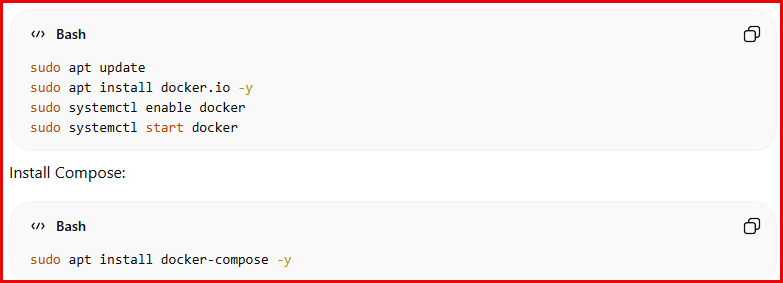 Bash
sudo apt update
sudo apt install docker.io -y
sudo systemctl enable docker
sudo systemctl start docker
Install Compose:
Bash
sudo apt install docker-compose -y